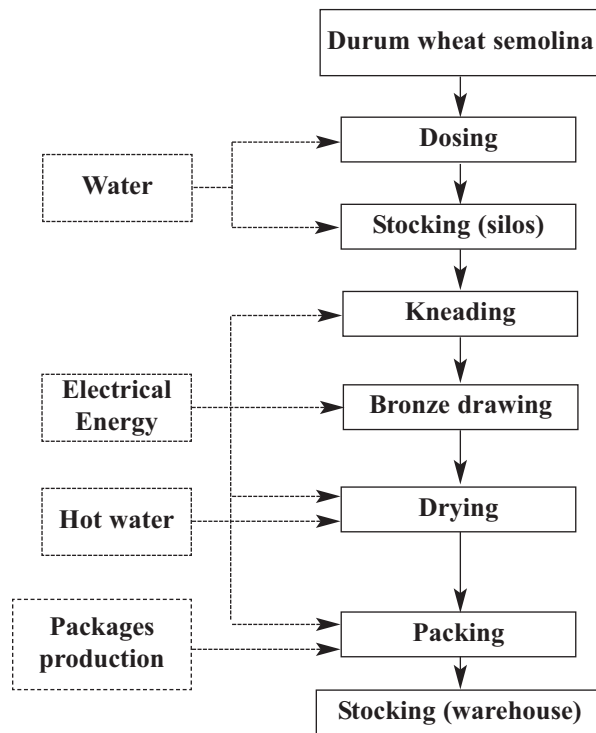 Durum wheat semolina
Dosing
Water
Stocking (silos)
Kneading
Electrical
Energy
Bronze drawing
Hot water
Drying
Packages
production
Packing
Stocking (warehouse)